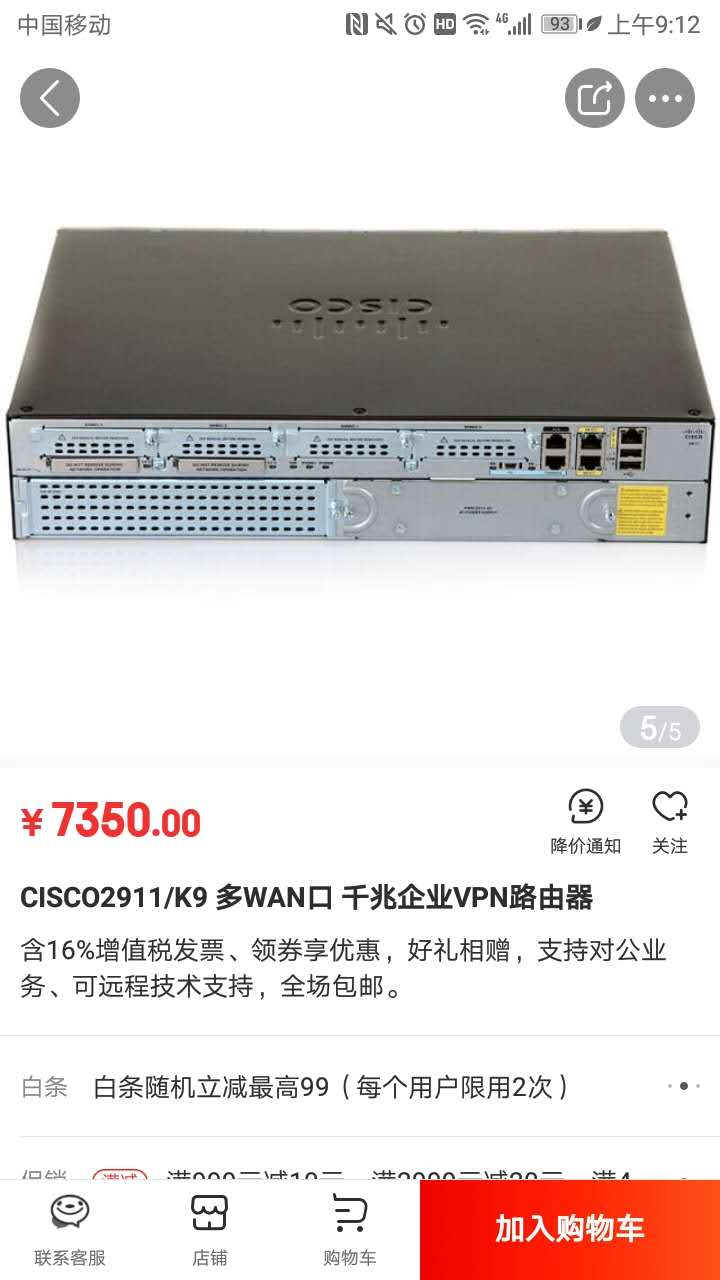 中国移动 HD 4G 93 上午9:12
CISCO
CISCO
5/5
¥7350.00
降价通知 关注
CISCO2911/K9 多WAN口 千兆企业VPN路由器
含16%增值税发票、领券享优惠，好礼相赠，支持对公业
务、可远程技术支持，全场包邮。
白条 白条随机立减最高99（每个用户限用2次）
联系客服 店铺 购物车 加入购物车